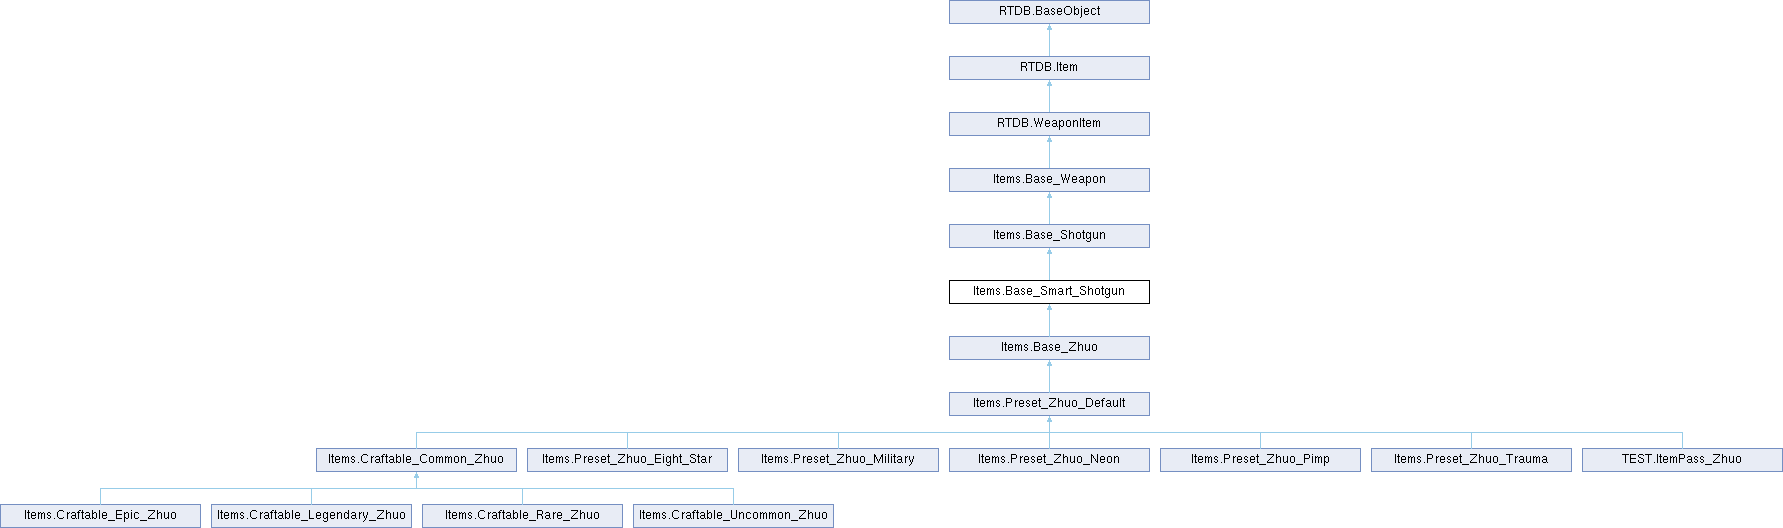 RTDB.BaseObject
RTDB.Item
RTDB.WeaponItem
Items.Base_Weapon
Items.Base_Shotgun
Items.Base_Smart_Shotgun
Items.Base_Zhuo
Items.Preset_Zhuo_Default
Items.Craftable_Common_Zhuo Items.Preset_Zhuo_Eight_Star Items.Preset_Zhuo_Military Items.Preset_Zhuo_Neon Items.Preset_Zhuo_Pimp Items.Preset_Zhuo_Trauma TEST.ItemPass_Zhuo
Items.Craftable_Epic_Zhuo Items.Craftable_Legendary_Zhuo Items.Craftable_Rare_Zhuo Items.Craftable_Uncommon_Zhuo